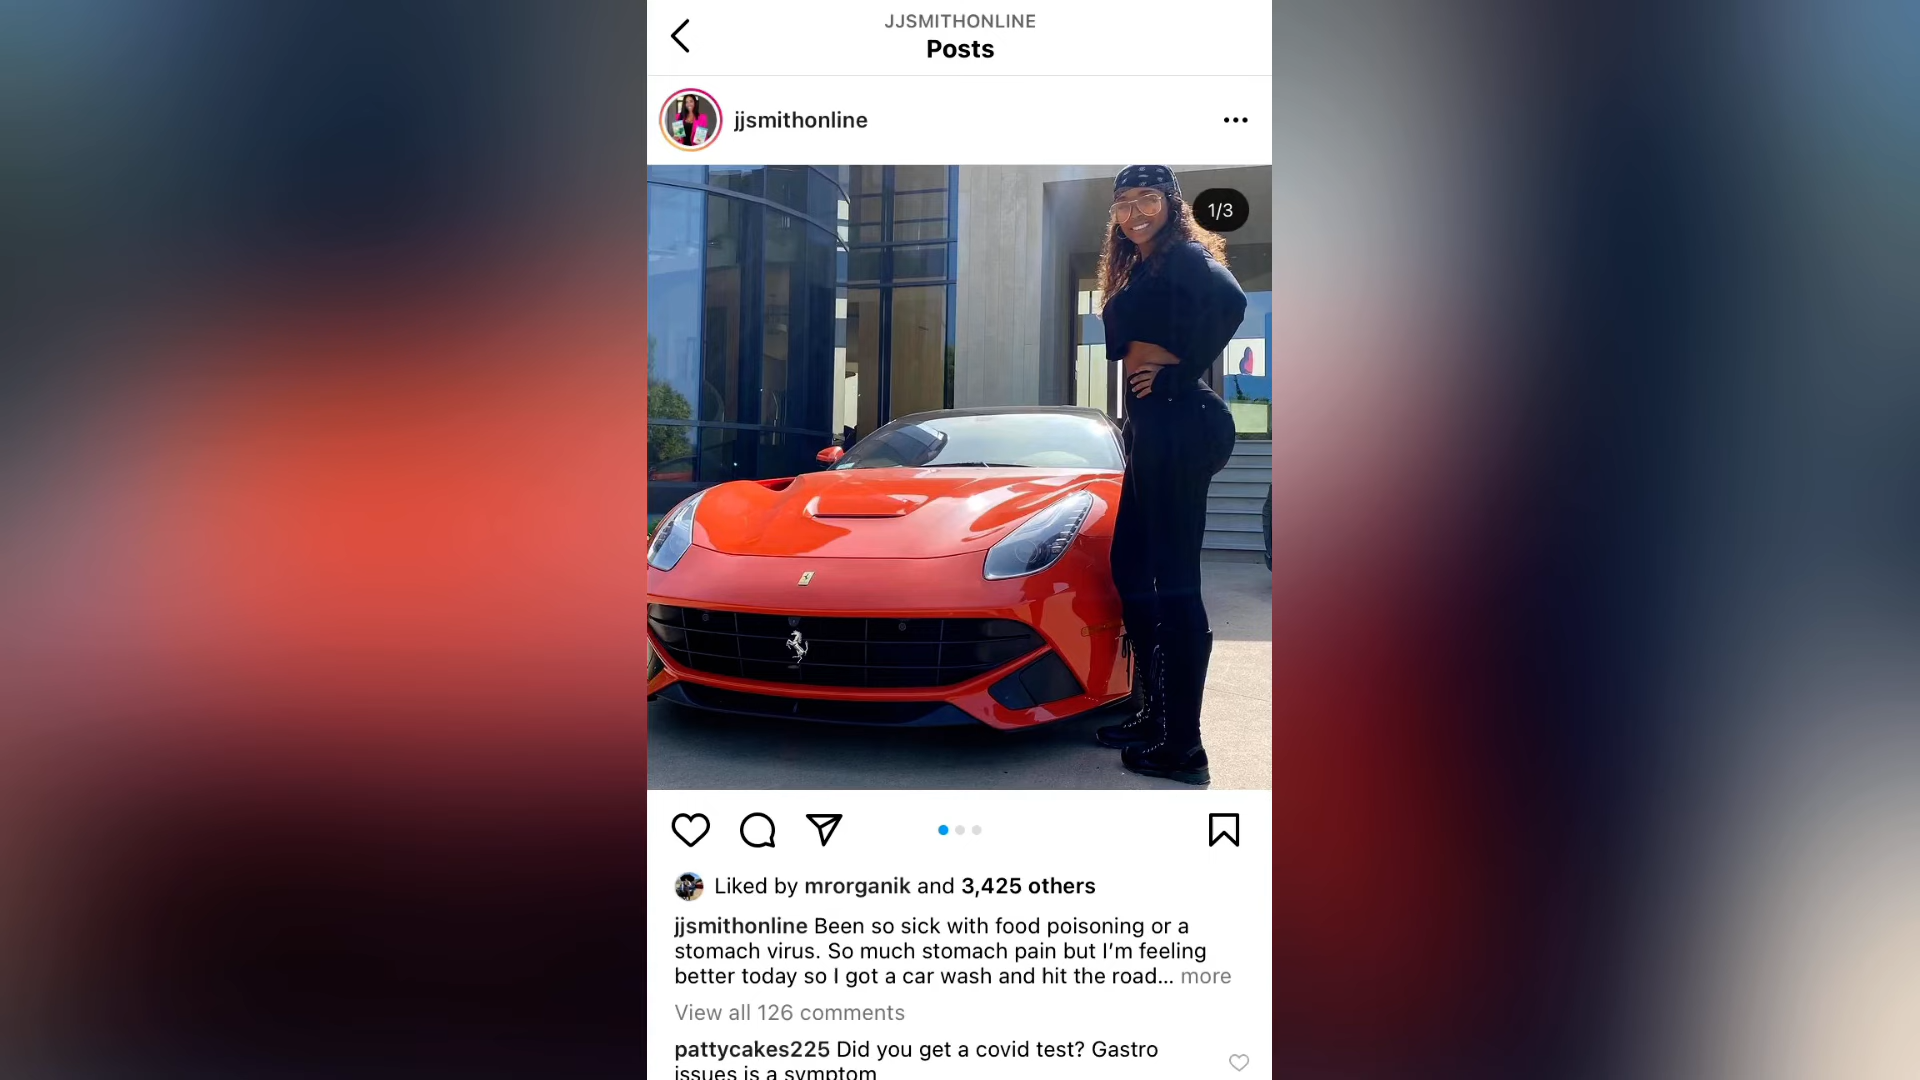 JJSMITHONLINE
Posts
jjsmithonline
1/3
Liked by mrorganik and 3,425 others
jjsmithonline Been so sick with food poisoning or a
stomach virus. So much stomach pain but I’m feeling
better today so I got a car wash and hit the road... more
View all 126 comments
pattycakes225 Did you get a covid test? Gastro
issues is a symptom